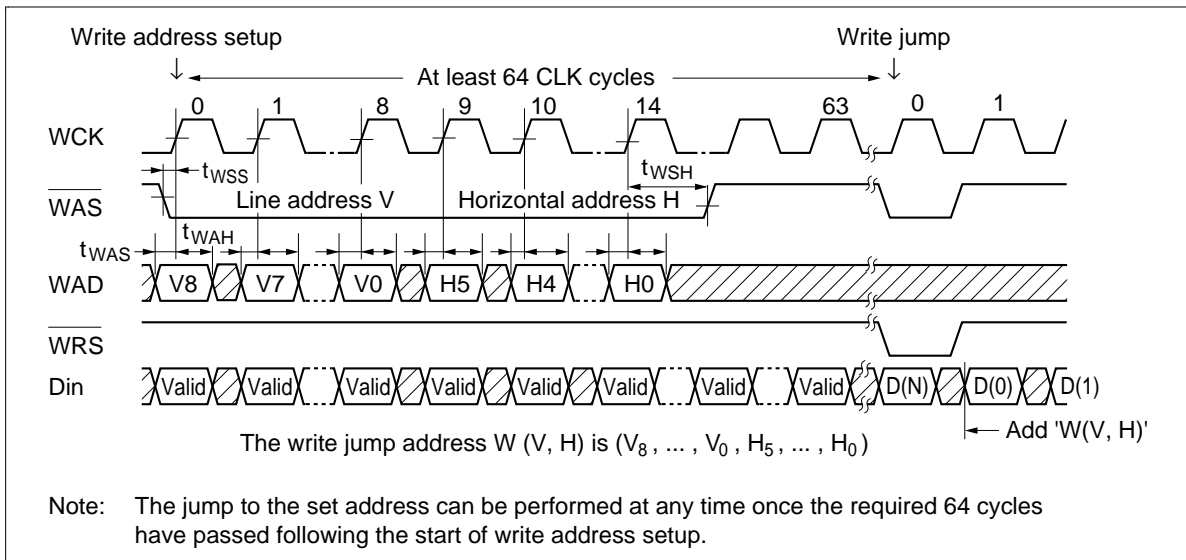 Write address setup Write jump
At least 64 CLK cycles
0 1 8 9 10 14 63 0 1
WCK
tWSS tWSH
WAS Line address V Horizontal address H
tWAS tWAH
WAD V8 V7 V0 H5 H4 H0
WRS
Din Valid Valid Valid Valid Valid Valid Valid Valid D(N) D(0) D(1)
Add 'W(V, H)'
The write jump address W (V, H) is (V8 , ... , V0 , H5 , ... , H0 )
Note: The jump to the set address can be performed at any time once the required 64 cycles
have passed following the start of write address setup.